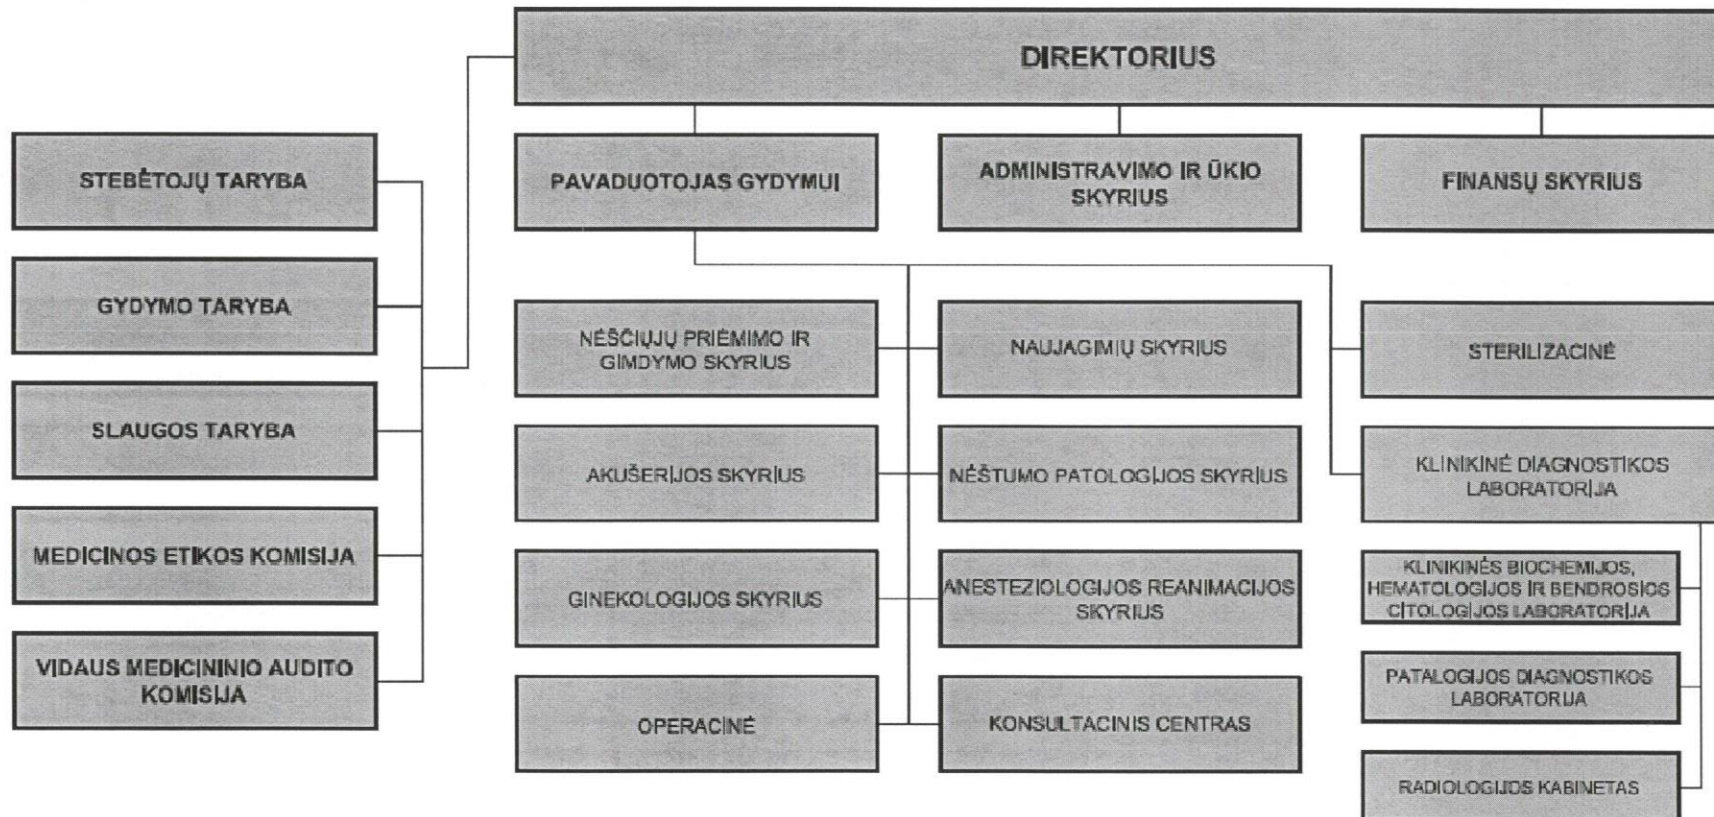 DIREKTORIUS
STEBĖTOJŲ TARYBA
PAVADUOTOJAS GYDYMUI
ADMINISTRAVIMO IR ŪKIO
SKYRIUS
FINANSŲ SKYRIUS
GYDYMO TARYBA
NĖŠČIŲJŲ PRIĖMIMO IR
GIMDYMO SKYRIUS
NAUJAGIMIŲ SKYRIUS
STERILIZACINĖ
SLAUGOS TARYBA
AKUŠERIJOS SKYRIUS
NĖŠTUMO PATOLOGIJOS SKYRIUS
KLINIKINĖ DIAGNOSTIKOS
LABORATORIJA
MEDICINOS ETIKOS KOMISIJA
GINEKOLOGIJOS SKYRIUS
ANESTEZIOLOGIJOS REANIMACIJOS
SKYRIUS
KLINIKINĖS BIOCHEMIJOS,
HEMATOLOGIJOS IR BENDROSIOS
CITOLOGIJOS LABORATORIJA
VIDAUS MEDICININIO AUDITO
KOMISIJA
OPERACINĖ
KONSULTACINIS CENTRAS
PATALOGIJOS DIAGNOSTIKOS
LABORATORIJA
RADIOLOGIJOS KABINETAS